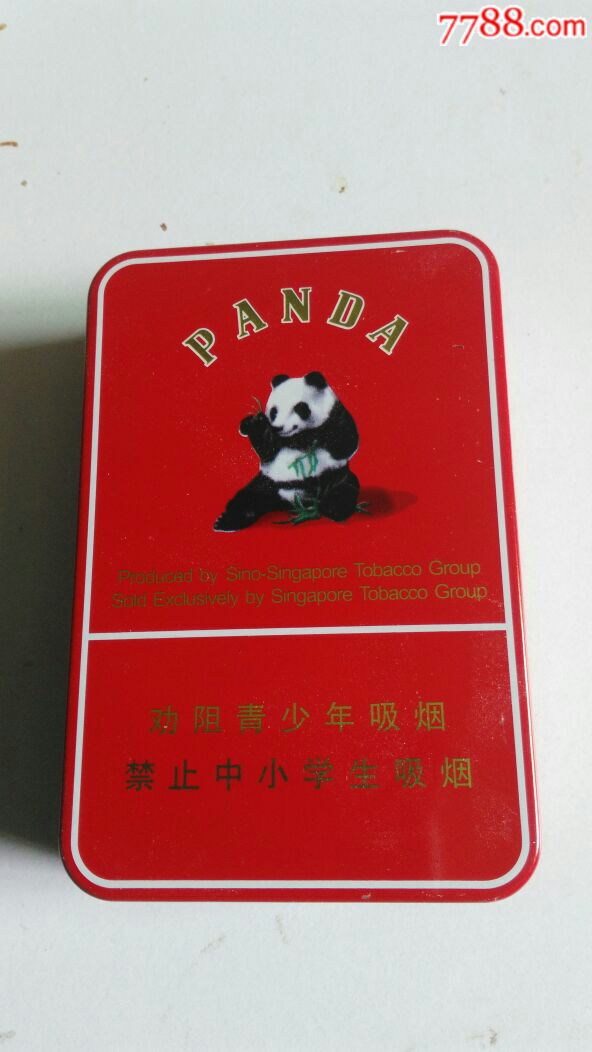 7788.com
PANDA
Produced by Sino-Singapore Tobacco Group
Sold Exclusively by Singapore Tobacco Group
劝阻青少年吸烟
禁止中小学生吸烟